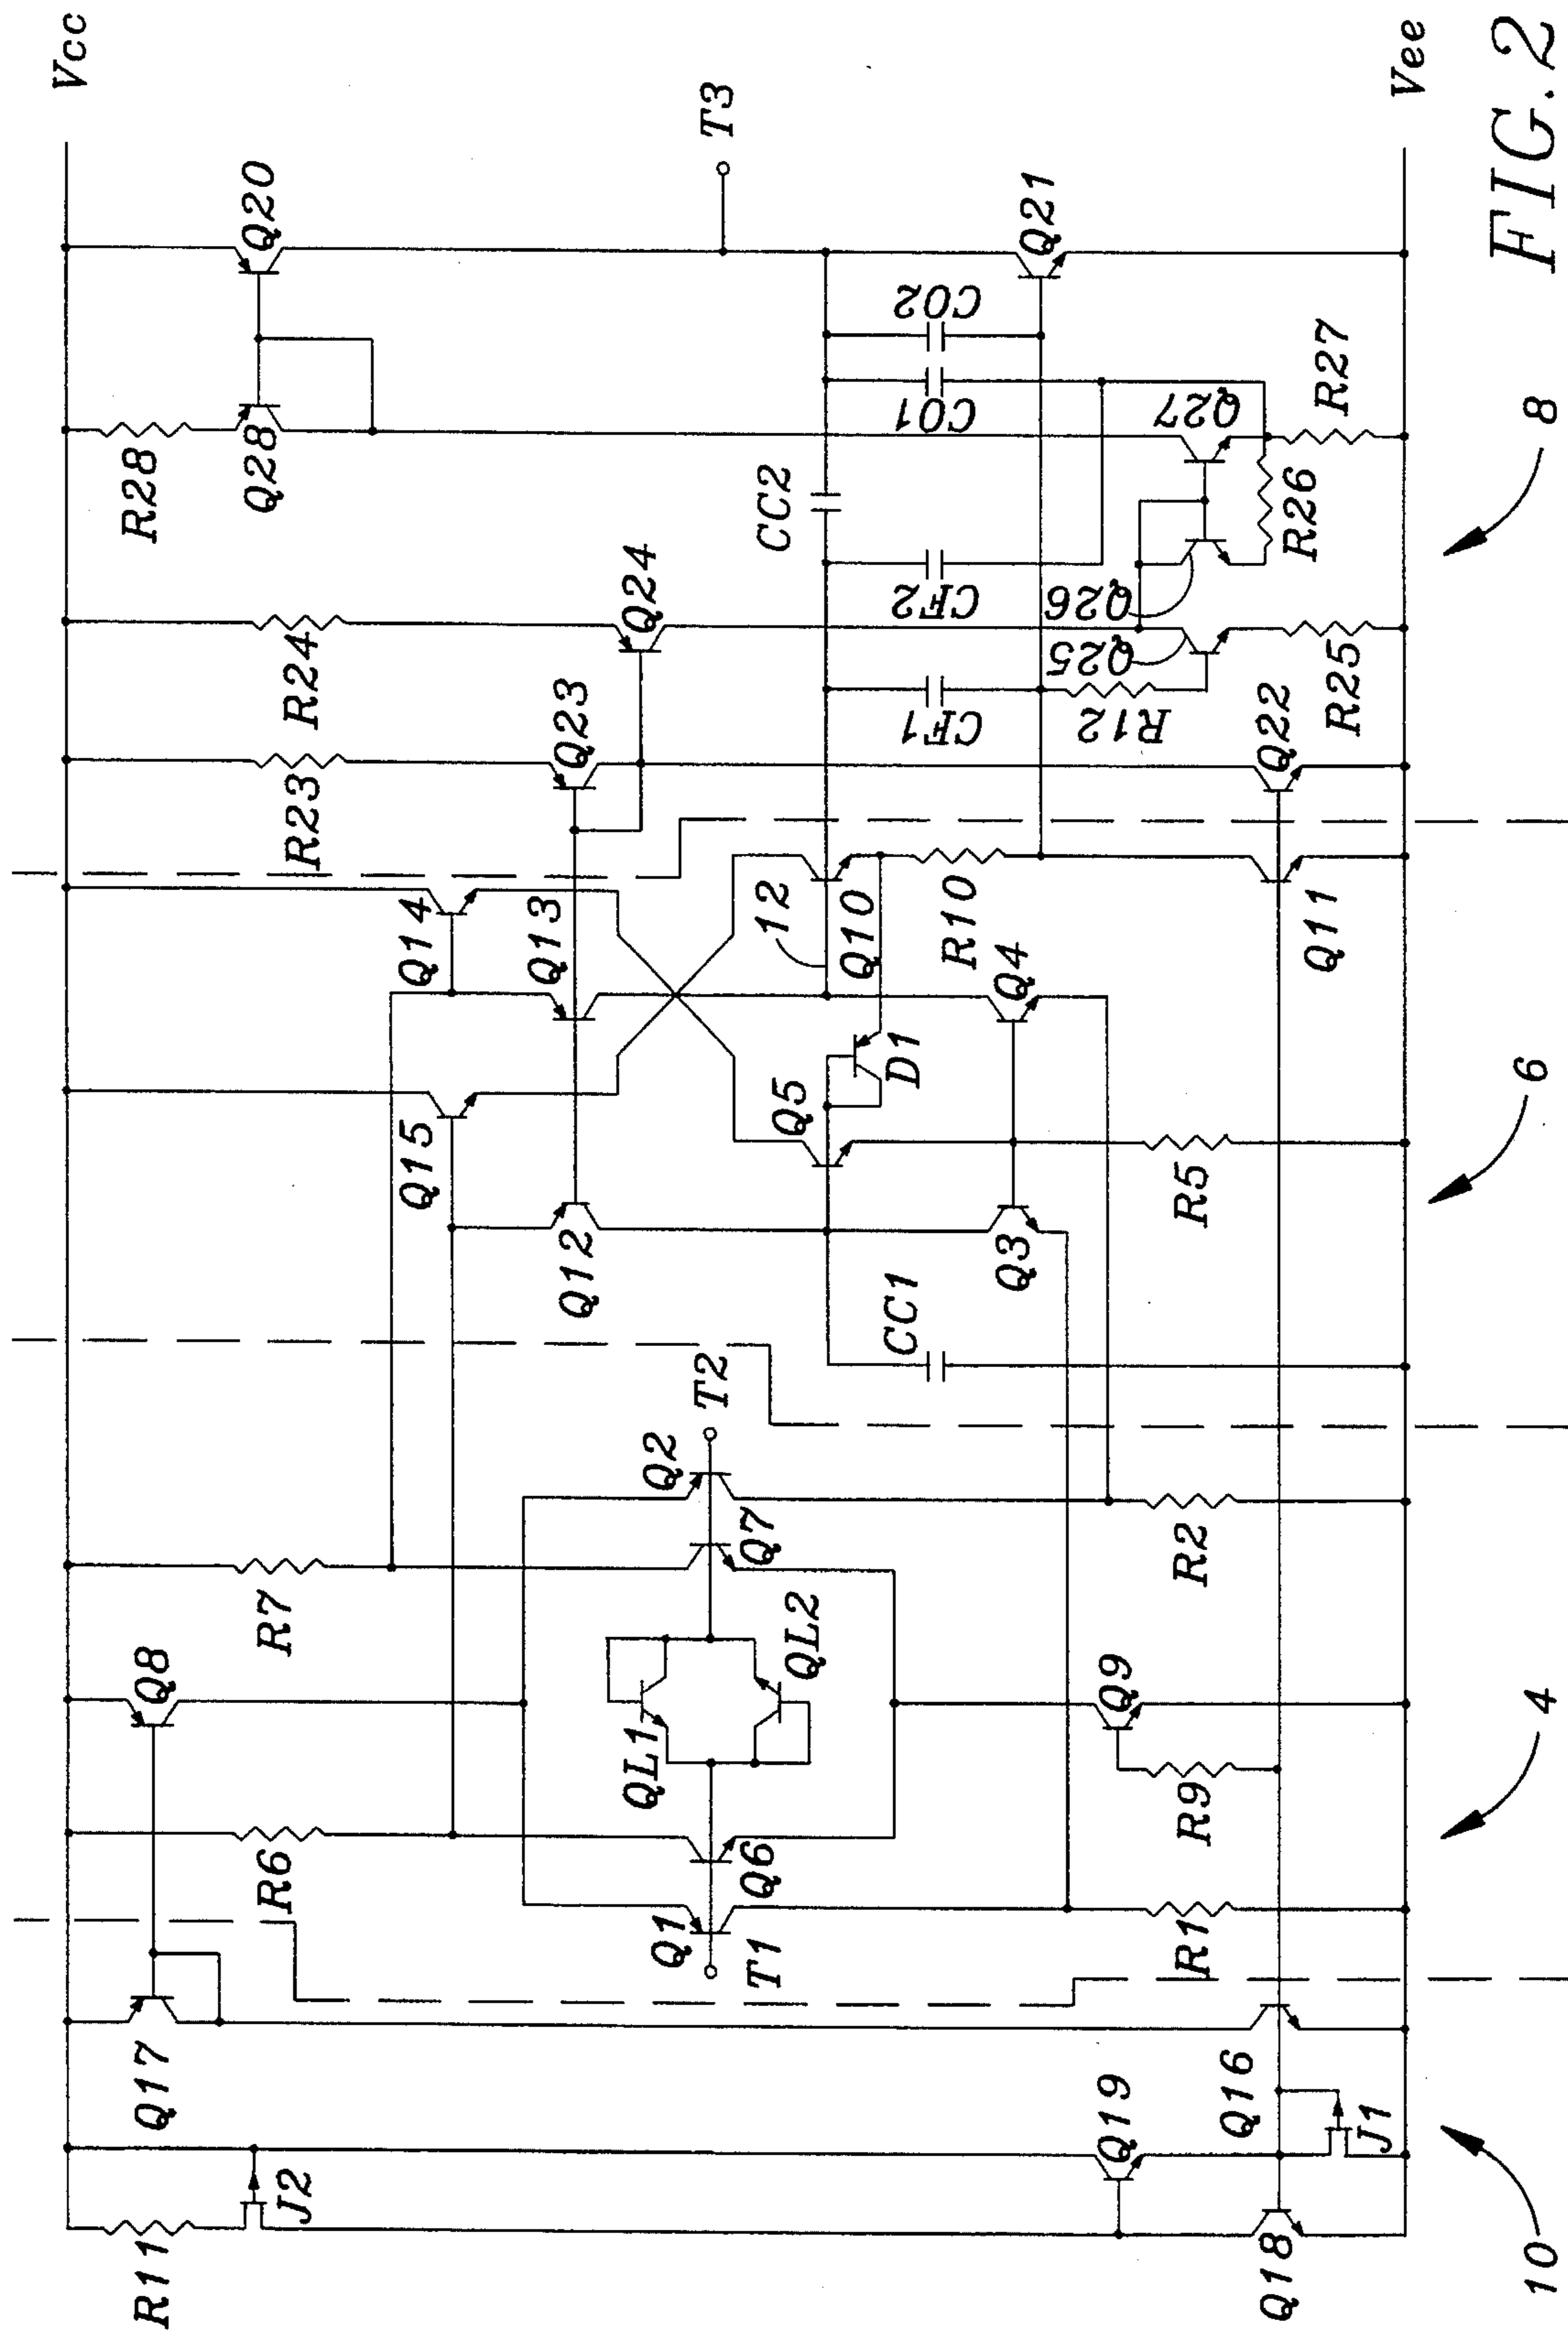 Vcc
R11
J2
Q17
Q8
R6
R7
Q15
Q14
Q12
Q13
R23
R24
Q23
Q24
R28
Q28
Q20
T3
CC2
Q1
T1
Q6
QL1
QL2
Q7
Q2
T2
CC1
Q5
D1
12
Q10
R10
Q3
Q4
CF1
CF2
CO1
CO2
Q21
R12
Q25
Q26
Q27
R26
R27
R25
Q22
Q11
R5
R2
Q9
R9
R1
Q19
Q16
Q18
J1
Vee
10
4
6
8
FIG. 2